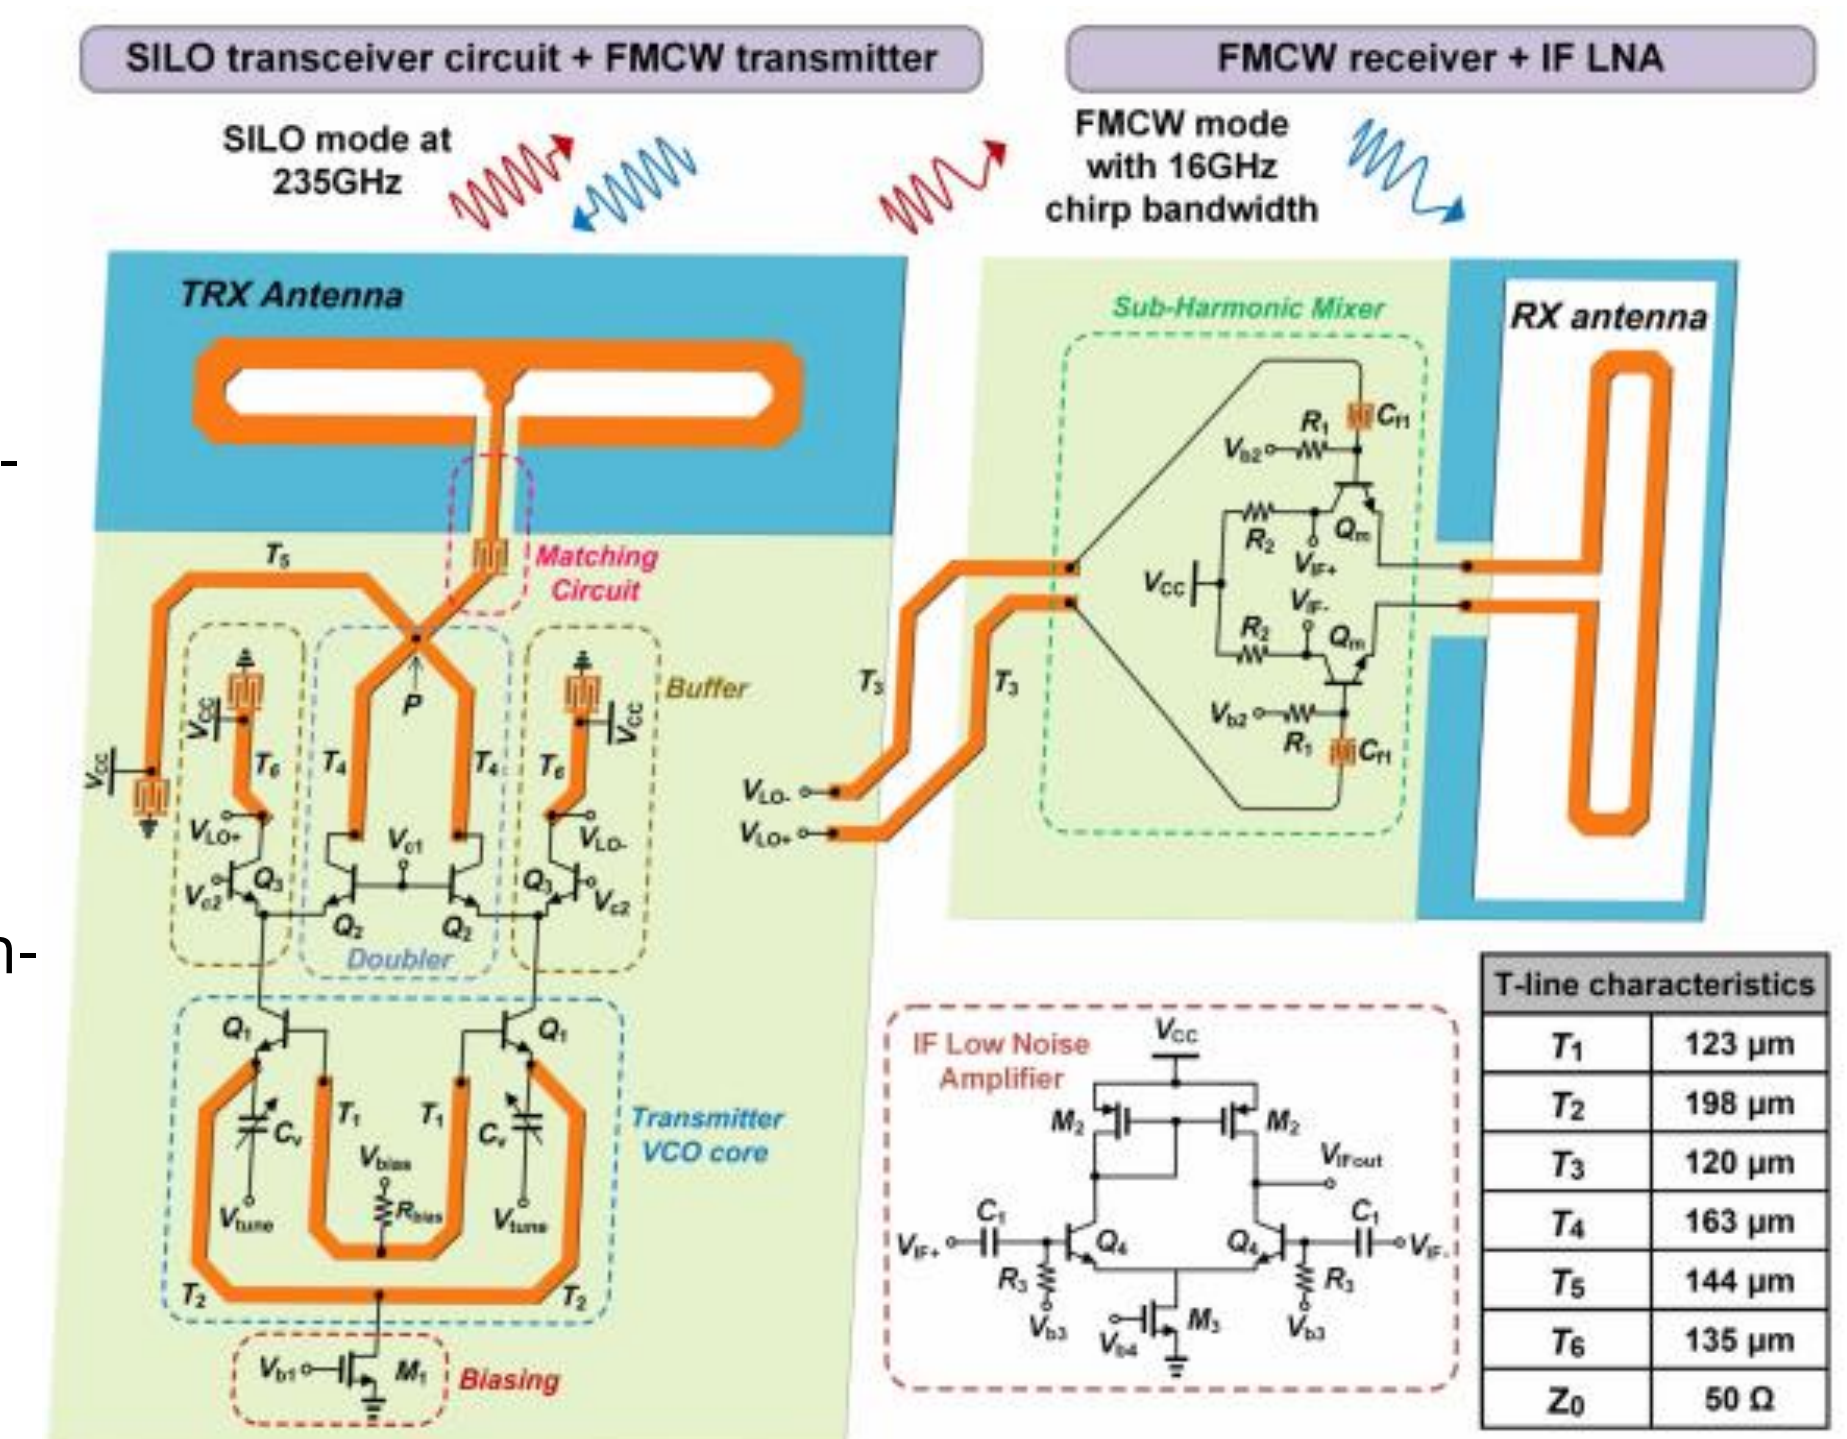 SILO transceiver circuit + FMCW transmitter
FMCW receiver + IF LNA
SILO mode at
235GHz
FMCW mode
with 16GHz
chirp bandwidth
TRX Antenna
RX antenna
Sub-Harmonic Mixer
-
n-
T5
Matching
Circuit
P
Buffer
VCC
VCC
VCC
T6
T4
T4
T6
VLO+
Vc1
VLO-
Vc2
Q3
Q2
Q2
Q3
Vc2
Doubler
T3
T3
VLO-
VLO+
Cf1
R1
Vb2
R2
Qm
VIF+
VCC
VIF-
R2
Qm
Vb2
R1
Cf1
Q1
Q1
T1
T1
Cv
Cv
Vbias
Rbias
Vtune
Vtune
T2
T2
Transmitter
VCO core
Vb1
M1
Biasing
IF Low Noise
Amplifier
VCC
M2
M2
VIFout
C1
C1
VIF+
Q4
Q4
VIF-
R3
R3
Vb3
Vb4
M3
Vb3
T-line characteristics
T1 123 µm
T2 198 µm
T3 120 µm
T4 163 µm
T5 144 µm
T6 135 µm
Z0 50 Ω